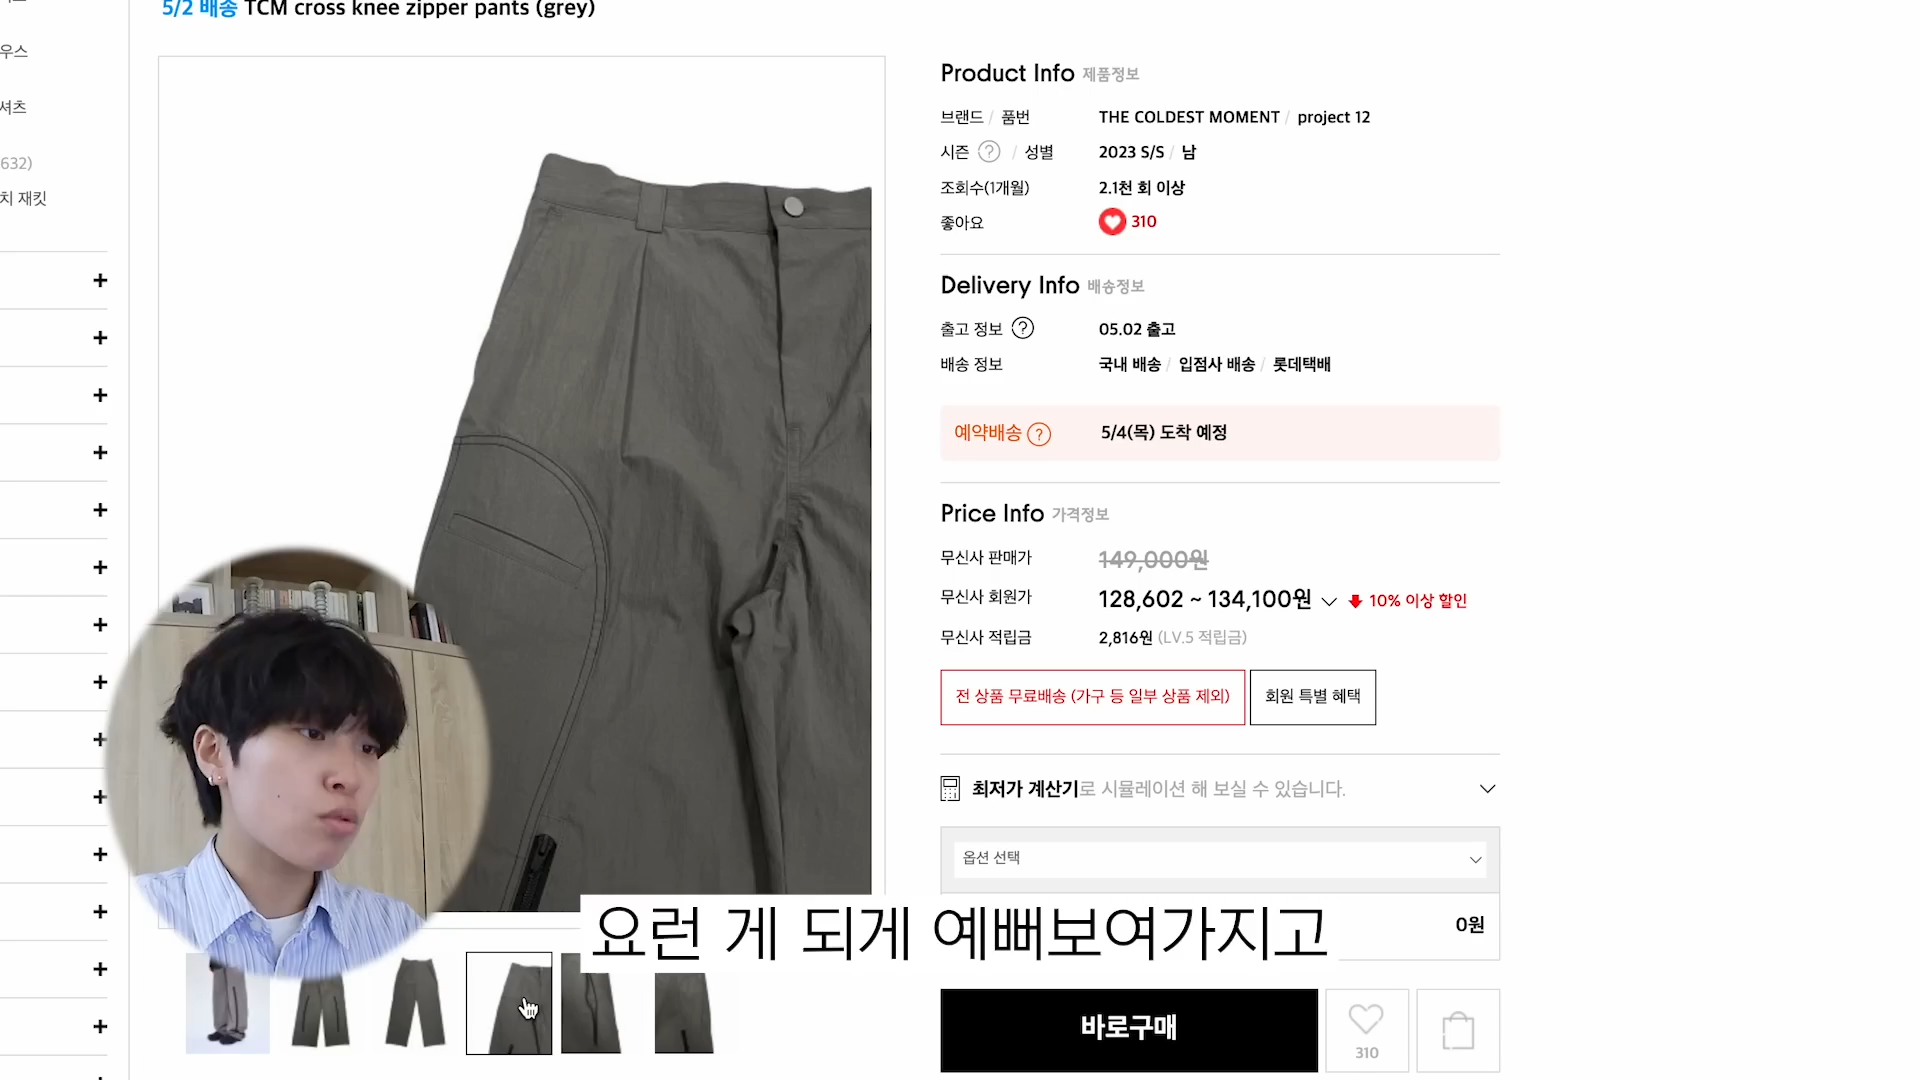 5/2 배송 TCM cross knee zipper pants (grey)
우스
셔츠
632)
치 재킷
Product Info 제품정보
브랜드 / 품번 THE COLDEST MOMENT / project 12
시즌 ? / 성별 2023 S/S / 남
조회수(1개월) 2.1천 회 이상
좋아요 310
Delivery Info 배송정보
출고 정보 ? 05.02 출고
배송 정보 국내 배송 / 입점사 배송 / 롯데택배
예약배송 ? 5/4(목) 도착 예정
Price Info 가격정보
무신사 판매가 149,000원
무신사 회원가 128,602 ~ 134,100원 10% 이상 할인
무신사 적립금 2,816원 (LV.5 적립금)
전 상품 무료배송 (가구 등 일부 상품 제외) 회원 특별 혜택
최저가 계산기로 시뮬레이션 해 보실 수 있습니다.
옵션 선택
0원
요런 게 되게 예뻐보여가지고
바로구매
310